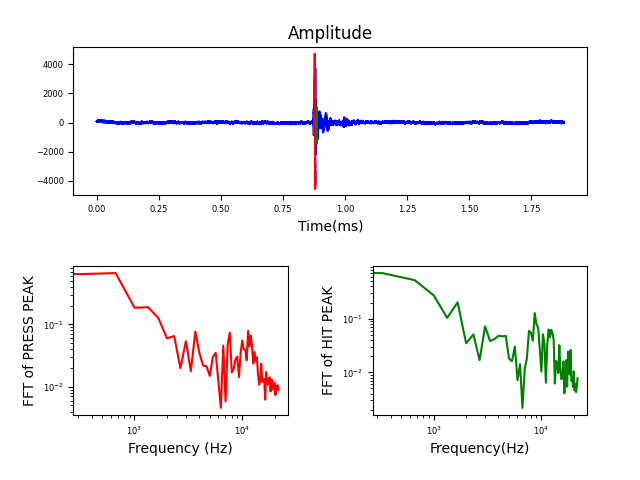 Amplitude
4000
2000
0
−2000
−4000
0.00 0.25 0.50 0.75 1.00 1.25 1.50 1.75
Time(ms)
FFT of PRESS PEAK
10⁻¹
10⁻²
10³ 10⁴
Frequency (Hz)
FFT of HIT PEAK
10⁻¹
10⁻²
10³ 10⁴
Frequency(Hz)